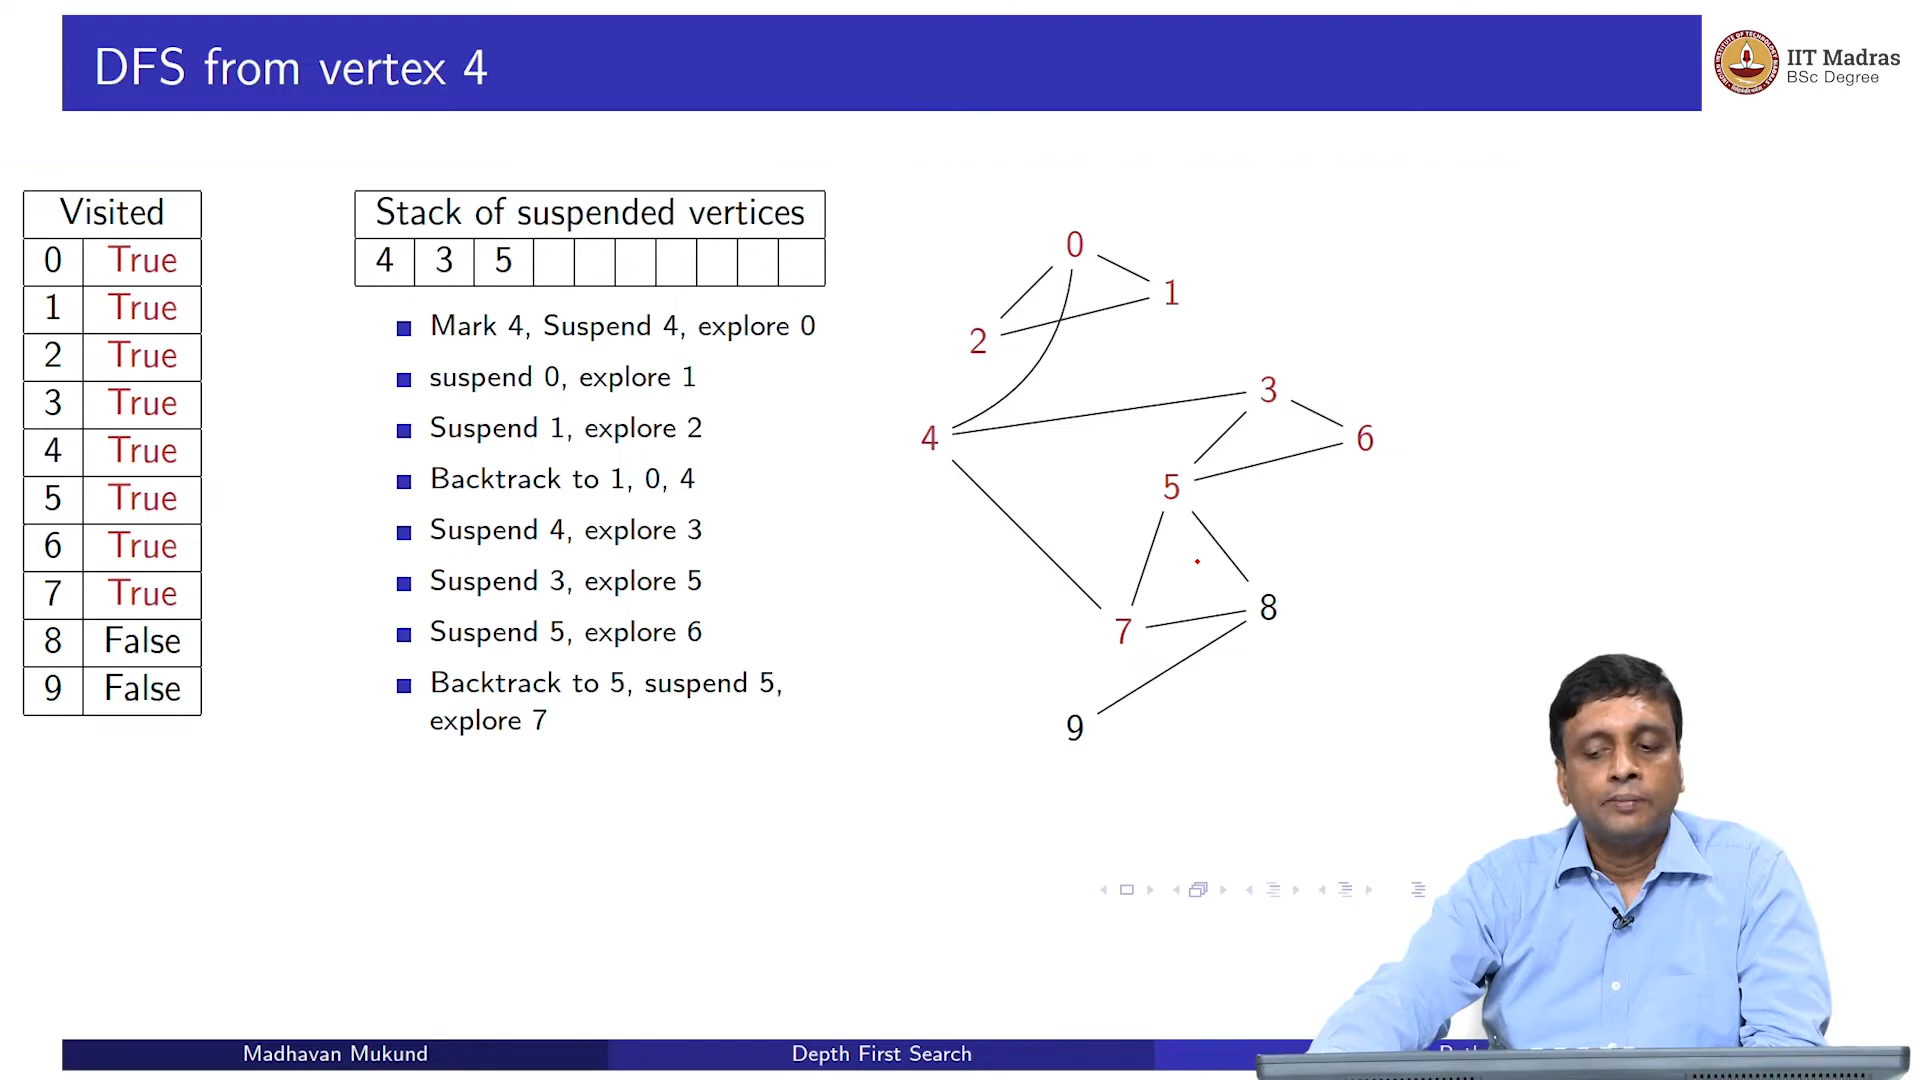 DFS from vertex 4
IIT Madras
BSc Degree
Visited
0 True
1 True
2 True
3 True
4 True
5 True
6 True
7 True
8 False
9 False
Stack of suspended vertices
4 3 5
Mark 4, Suspend 4, explore 0
suspend 0, explore 1
Suspend 1, explore 2
Backtrack to 1, 0, 4
Suspend 4, explore 3
Suspend 3, explore 5
Suspend 5, explore 6
Backtrack to 5, suspend 5,
explore 7
0
1
2
3
4
6
5
8
7
9
Madhavan Mukund
Depth First Search